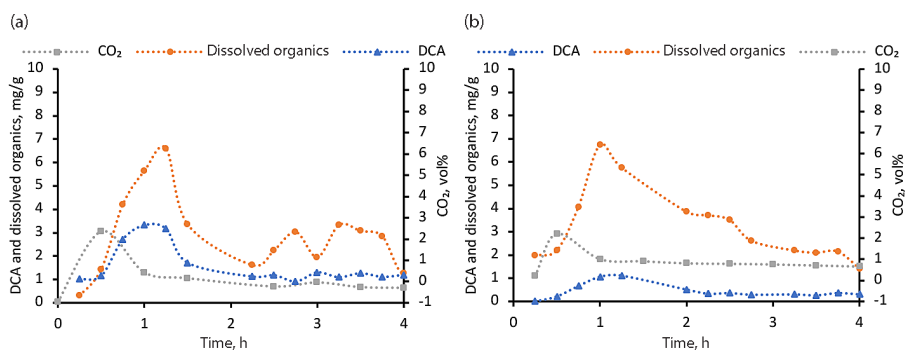 (a)
CO₂ Dissolved organics DCA
10 10
9 9
8 8
7 7
6 6
5 5
4 4
3 3
2 2
1 1
0 0
-1
DCA and dissolved organics, mg/g
CO₂, vol%
0 1 2 3 4
Time, h
(b)
DCA Dissolved organics CO₂
10 10
9 9
8 8
7 7
6 6
5 5
4 4
3 3
2 2
1 1
0 0
-1
DCA and dissolved organics, mg/g
CO₂, vol%
0 1 2 3 4
Time, h